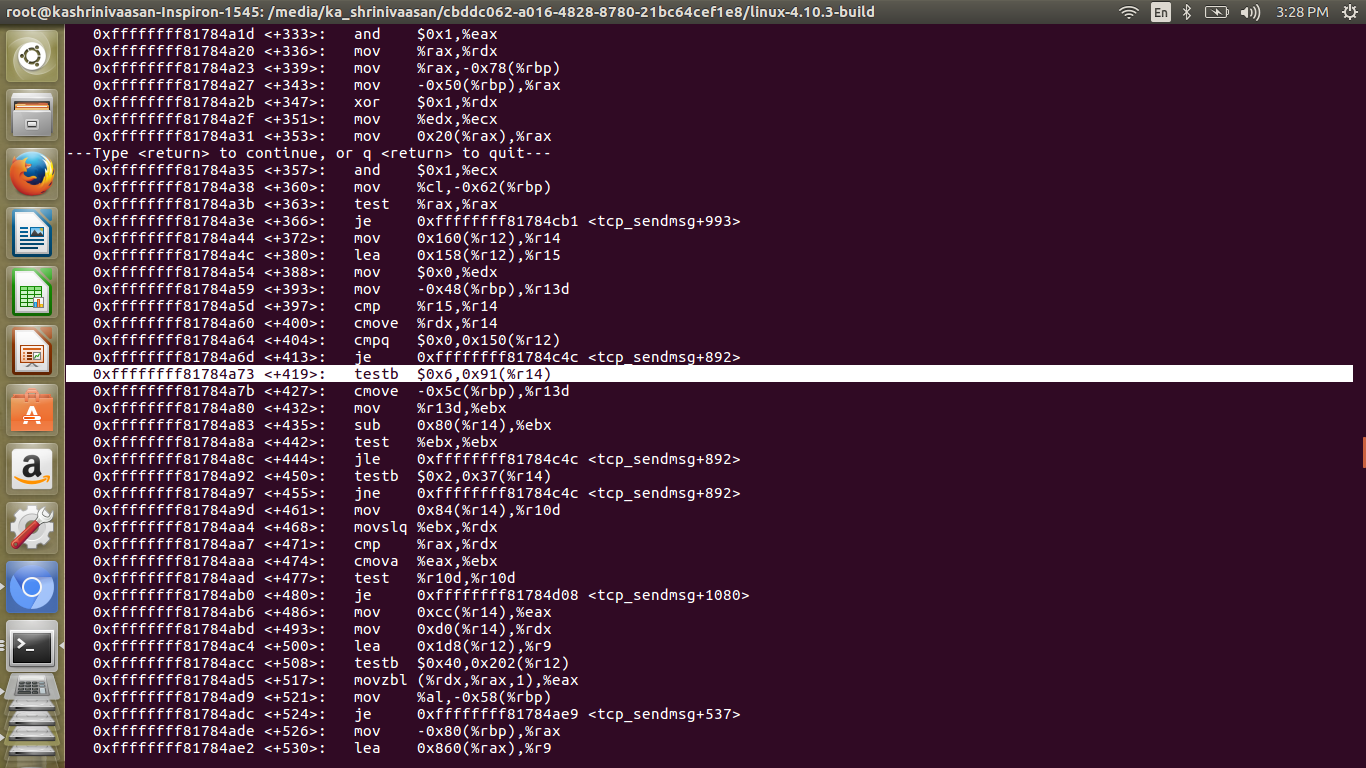 root@kashrinivaasan-Inspiron-1545: /media/ka_shrinivaasan/cbddc062-a016-4828-8780-21bc64cef1e8/linux-4.10.3-build En 3:28 PM
0xffffffff81784a1d <+333>: and $0x1,%eax
0xffffffff81784a20 <+336>: mov %rax,%rdx
0xffffffff81784a23 <+339>: mov %rax,-0x78(%rbp)
0xffffffff81784a27 <+343>: mov -0x50(%rbp),%rax
0xffffffff81784a2b <+347>: xor $0x1,%rdx
0xffffffff81784a2f <+351>: mov %edx,%ecx
0xffffffff81784a31 <+353>: mov 0x20(%rax),%rax
---Type <return> to continue, or q <return> to quit---
0xffffffff81784a35 <+357>: and $0x1,%ecx
0xffffffff81784a38 <+360>: mov %cl,-0x62(%rbp)
0xffffffff81784a3b <+363>: test %rax,%rax
0xffffffff81784a3e <+366>: je 0xffffffff81784cb1 <tcp_sendmsg+993>
0xffffffff81784a44 <+372>: mov 0x160(%r12),%r14
0xffffffff81784a4c <+380>: lea 0x158(%r12),%r15
0xffffffff81784a54 <+388>: mov $0x0,%edx
0xffffffff81784a59 <+393>: mov -0x48(%rbp),%r13d
0xffffffff81784a5d <+397>: cmp %r15,%r14
0xffffffff81784a60 <+400>: cmove %rdx,%r14
0xffffffff81784a64 <+404>: cmpq $0x0,0x150(%r12)
0xffffffff81784a6d <+413>: je 0xffffffff81784c4c <tcp_sendmsg+892>
0xffffffff81784a73 <+419>: testb $0x6,0x91(%r14)
0xffffffff81784a7b <+427>: cmove -0x5c(%rbp),%r13d
0xffffffff81784a80 <+432>: mov %r13d,%ebx
0xffffffff81784a83 <+435>: sub 0x80(%r14),%ebx
0xffffffff81784a8a <+442>: test %ebx,%ebx
0xffffffff81784a8c <+444>: jle 0xffffffff81784c4c <tcp_sendmsg+892>
0xffffffff81784a92 <+450>: testb $0x2,0x37(%r14)
0xffffffff81784a97 <+455>: jne 0xffffffff81784c4c <tcp_sendmsg+892>
0xffffffff81784a9d <+461>: mov 0x84(%r14),%r10d
0xffffffff81784aa4 <+468>: movslq %ebx,%rdx
0xffffffff81784aa7 <+471>: cmp %rax,%rdx
0xffffffff81784aaa <+474>: cmova %eax,%ebx
0xffffffff81784aad <+477>: test %r10d,%r10d
0xffffffff81784ab0 <+480>: je 0xffffffff81784d08 <tcp_sendmsg+1080>
0xffffffff81784ab6 <+486>: mov 0xcc(%r14),%eax
0xffffffff81784abd <+493>: mov 0xd0(%r14),%rdx
0xffffffff81784ac4 <+500>: lea 0x1d8(%r12),%r9
0xffffffff81784acc <+508>: testb $0x40,0x202(%r12)
0xffffffff81784ad5 <+517>: movzbl (%rdx,%rax,1),%eax
0xffffffff81784ad9 <+521>: mov %al,-0x58(%rbp)
0xffffffff81784adc <+524>: je 0xffffffff81784ae9 <tcp_sendmsg+537>
0xffffffff81784ade <+526>: mov -0x80(%rbp),%rax
0xffffffff81784ae2 <+530>: lea 0x860(%rax),%r9